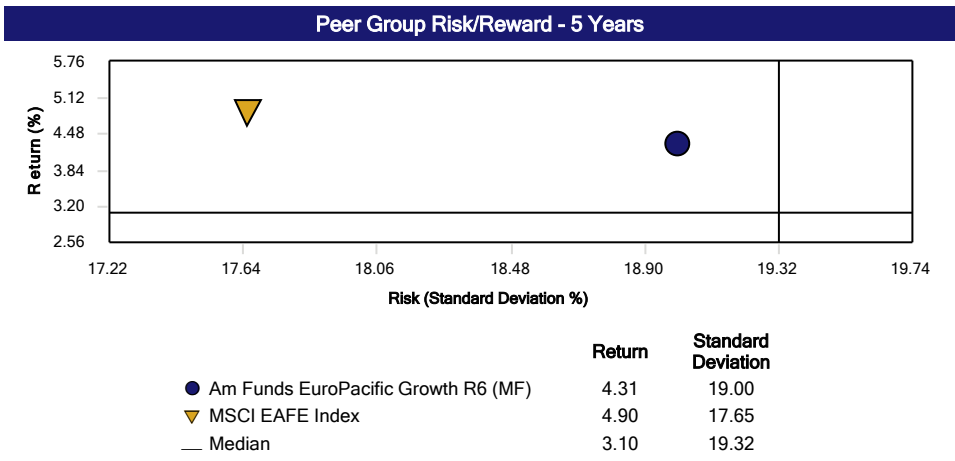 Peer Group Risk/Reward - 5 Years
5.76
5.12
4.48
3.84
3.20
2.56
R eturn (%)
17.22 17.64 18.06 18.48 18.90 19.32 19.74
Risk (Standard Deviation %)
Return Standard Deviation
Am Funds EuroPacific Growth R6 (MF) 4.31 19.00
MSCI EAFE Index 4.90 17.65
Median 3.10 19.32